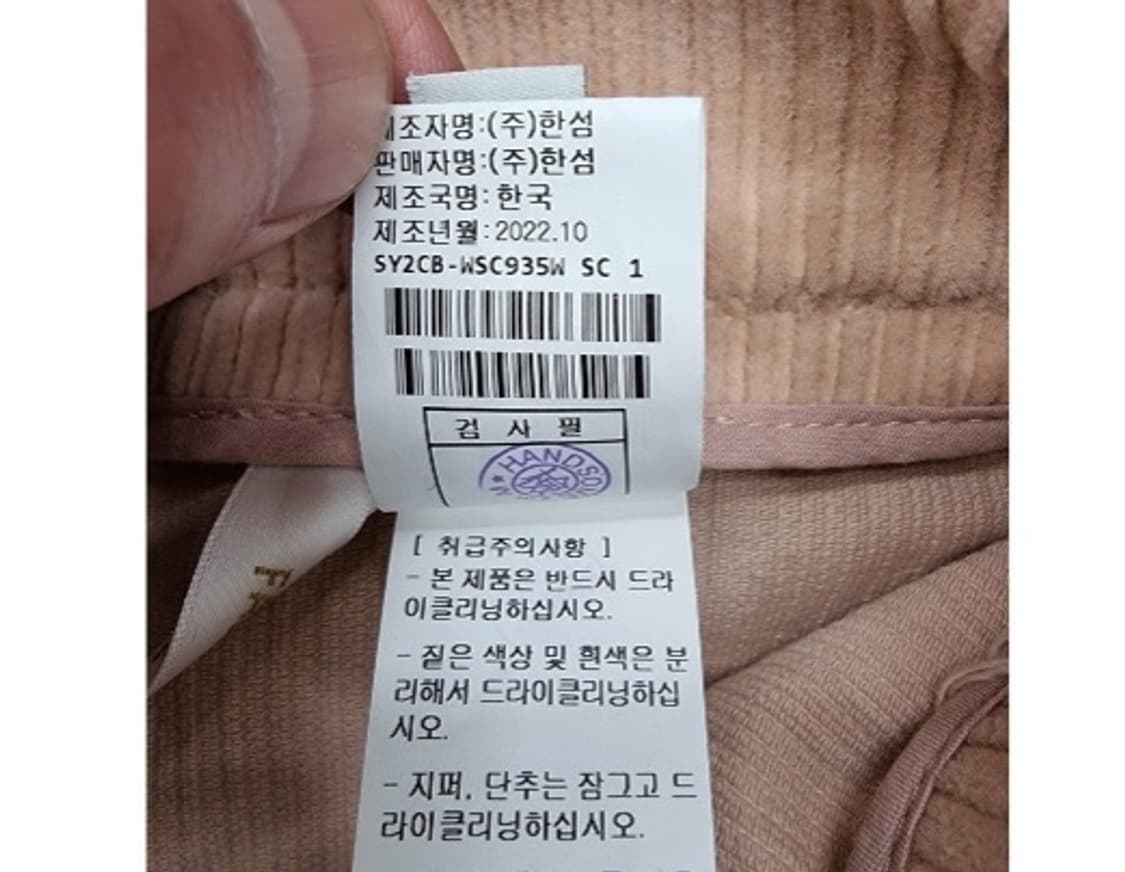 제조자명:(주)한섬
판매자명:(주)한섬
제조국명: 한국
제조년월:2022.10
SY2CB-WSC935W SC 1
검 사 필
HANDSO
[ 취급주의사항 ]
- 본 제품은 반드시 드라
이클리닝하십시오.
- 짙은 색상 및 흰색은 분
리해서 드라이클리닝하십
시오.
- 지퍼, 단추는 잠그고 드
라이클리닝하십시오.